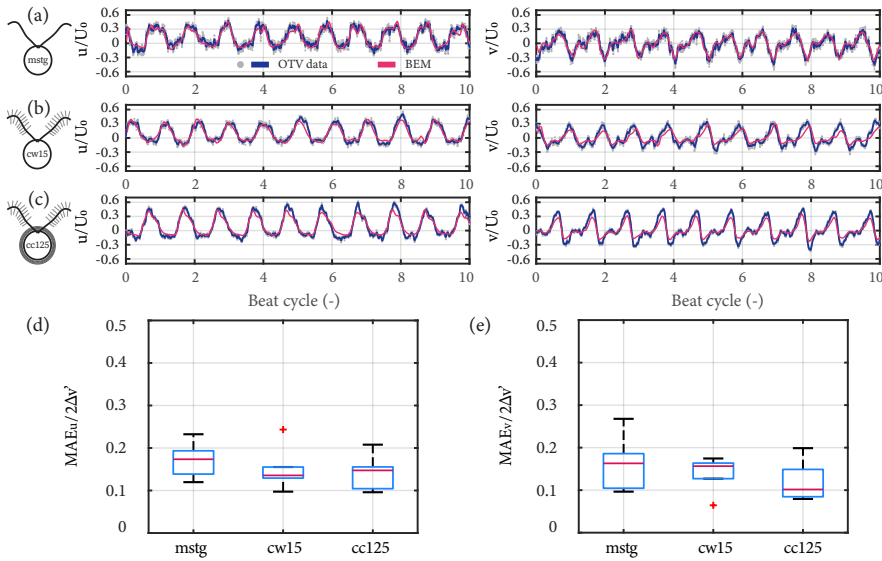 (a)
mstg
u/U₀
0.6
0.3
0
-0.3
-0.6
OTV data
BEM
0 2 4 6 8 10
v/U₀
0.6
0.3
0
-0.3
-0.6
0 2 4 6 8 10
(b)
cw15
u/U₀
0.6
0.3
0
-0.3
-0.6
0 2 4 6 8 10
v/U₀
0.6
0.3
0
-0.3
-0.6
0 2 4 6 8 10
(c)
cc125
u/U₀
0.6
0.3
0
-0.3
-0.6
0 2 4 6 8 10
Beat cycle (-)
v/U₀
0.6
0.3
0
-0.3
-0.6
0 2 4 6 8 10
Beat cycle (-)
(d)
MAEu/2Δv'
0.5
0.4
0.3
0.2
0.1
0
mstg cw15 cc125
(e)
MAEv/2Δv'
0.5
0.4
0.3
0.2
0.1
0
mstg cw15 cc125